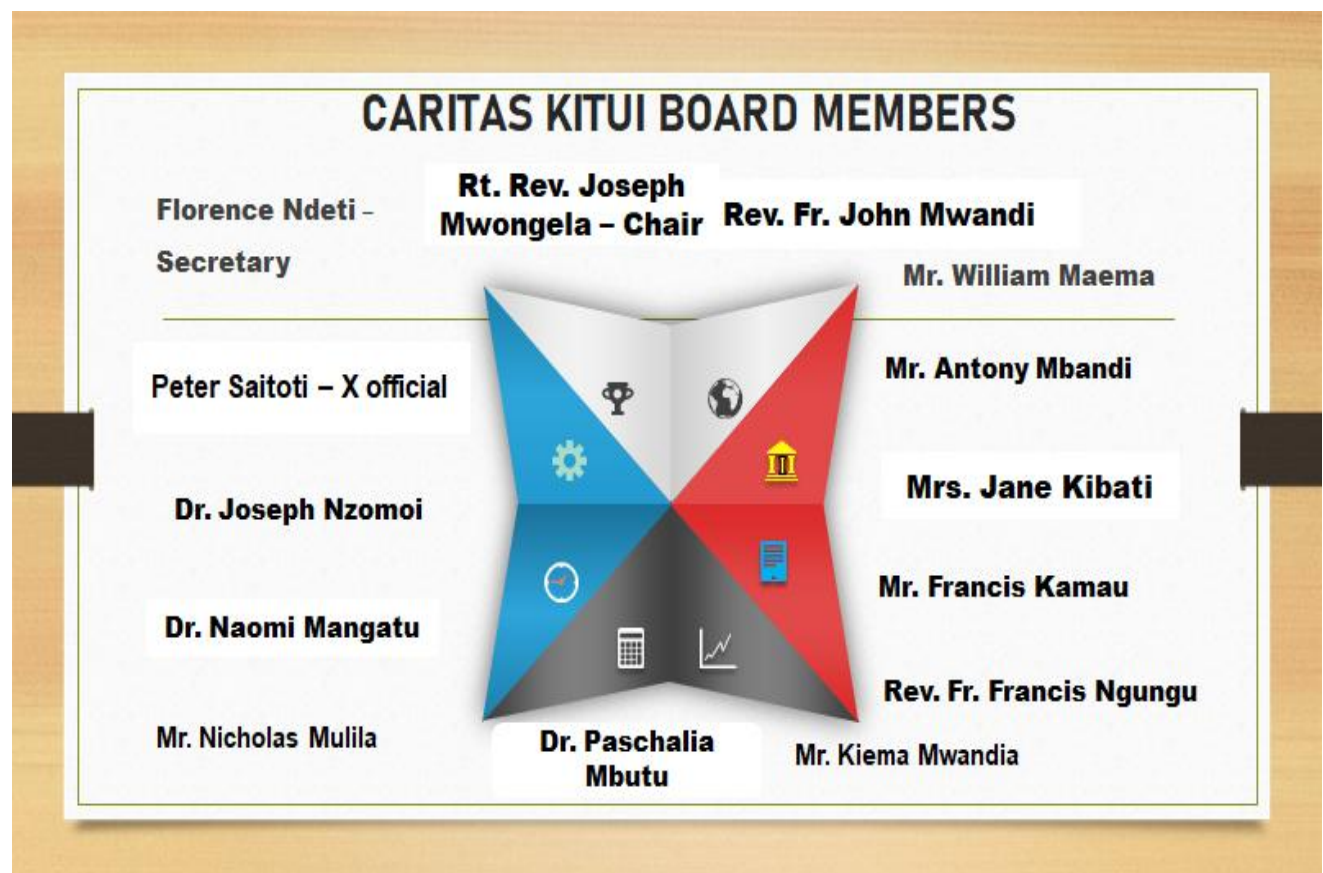 CARITAS KITUI BOARD MEMBERS
Florence Ndeti –
Secretary
Rt. Rev. Joseph
Mwongela – Chair
Rev. Fr. John Mwandi
Mr. William Maema
Peter Saitoti – X official
Mr. Antony Mbandi
Dr. Joseph Nzomoi
Mrs. Jane Kibati
Dr. Naomi Mangatu
Mr. Francis Kamau
Rev. Fr. Francis Ngungu
Mr. Nicholas Mulila
Dr. Paschalia
Mbutu
Mr. Kiema Mwandia